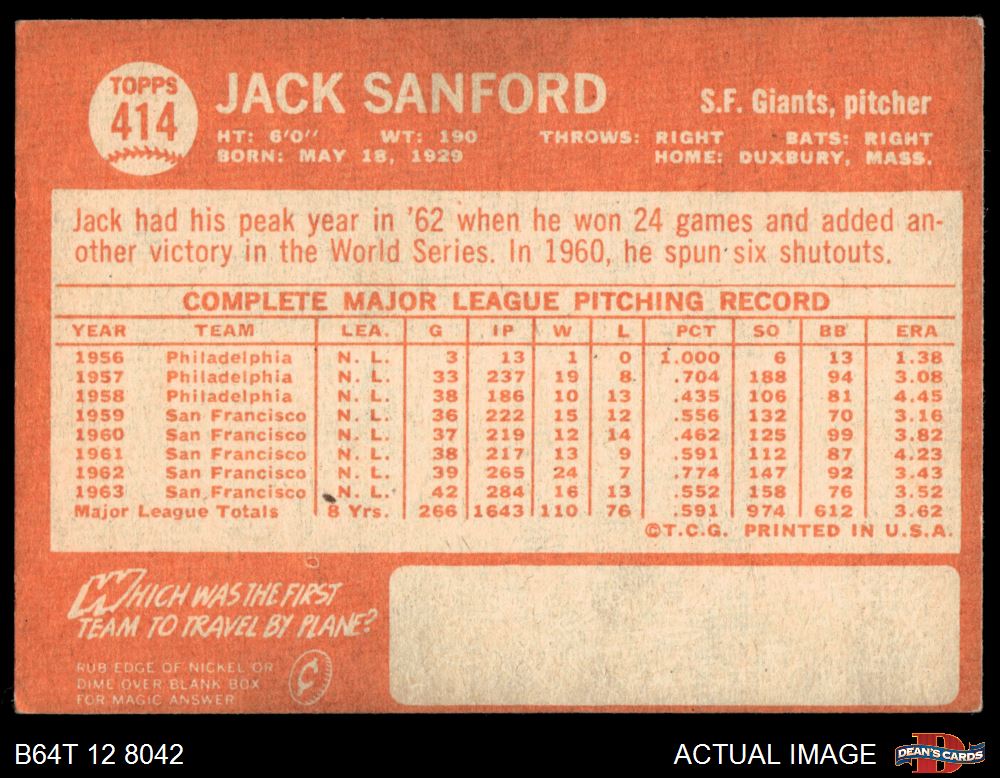 TOPPS
414
JACK SANFORD
S.F. Giants, pitcher
HT: 6'0" WT: 190 THROWS: RIGHT BATS: RIGHT
BORN: MAY 18, 1929 HOME: DUXBURY, MASS.
Jack had his peak year in '62 when he won 24 games and added an-
other victory in the World Series. In 1960, he spun six shutouts.
COMPLETE MAJOR LEAGUE PITCHING RECORD
YEAR TEAM LEA. G IP W L PCT SO BB ERA
1956 Philadelphia N. L. 3 13 1 0 1.000 6 13 1.38
1957 Philadelphia N. L. 33 237 19 8 .704 188 94 3.08
1958 Philadelphia N. L. 38 186 10 13 .435 106 81 4.45
1959 San Francisco N. L. 36 222 15 12 .556 132 70 3.16
1960 San Francisco N. L. 37 219 12 14 .462 125 99 3.82
1961 San Francisco N. L. 38 217 13 9 .591 112 87 4.23
1962 San Francisco N. L. 39 265 24 7 .774 147 92 3.43
1963 San Francisco N. L. 42 284 16 13 .552 158 76 3.52
Major League Totals 8 Yrs. 266 1643 110 76 .591 974 612 3.62
©T.C.G. PRINTED IN U.S.A.
WHICH WAS THE FIRST
TEAM TO TRAVEL BY PLANE?
RUB EDGE OF NICKEL OR
DIME OVER BLANK BOX
FOR MAGIC ANSWER
¢
B64T 12 8042
ACTUAL IMAGE
D
DEAN'S CARDS